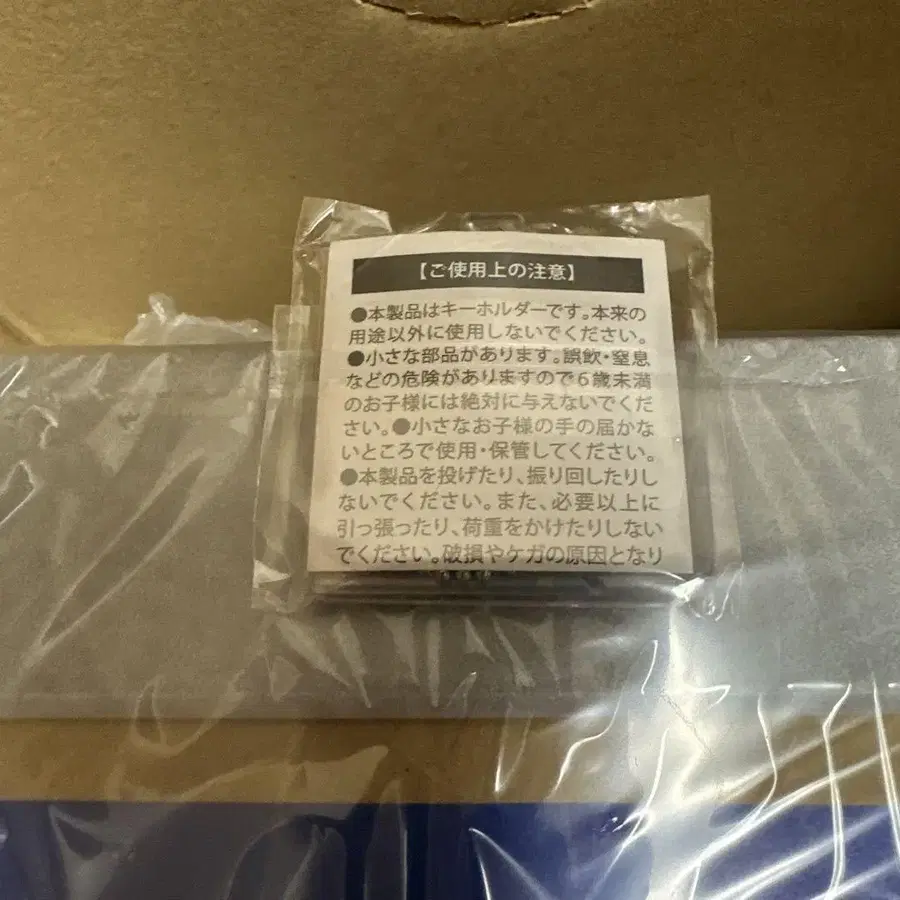 【ご使用上の注意】
●本製品はキーホルダーです。本来の
用途以外に使用しないでください。
●小さな部品があります。誤飲・窒息
などの危険がありますので6歳未満
のお子様には絶対に与えないでくだ
さい。●小さなお子様の手の届かな
いところで使用・保管してください。
●本製品を投げたり、振り回したりし
ないでください。また、必要以上に
引っ張ったり、荷重をかけたりしない
でください。破損やケガの原因となり